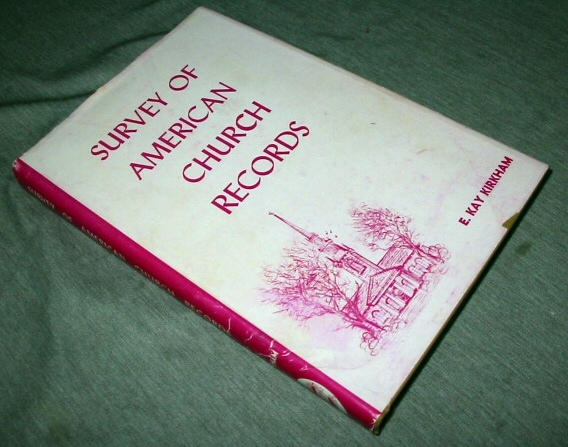 SURVEY OF
AMERICAN
CHURCH
RECORDS
E. KAY KIRKHAM
SURVEY OF AMERICAN CHURCH RECORDS